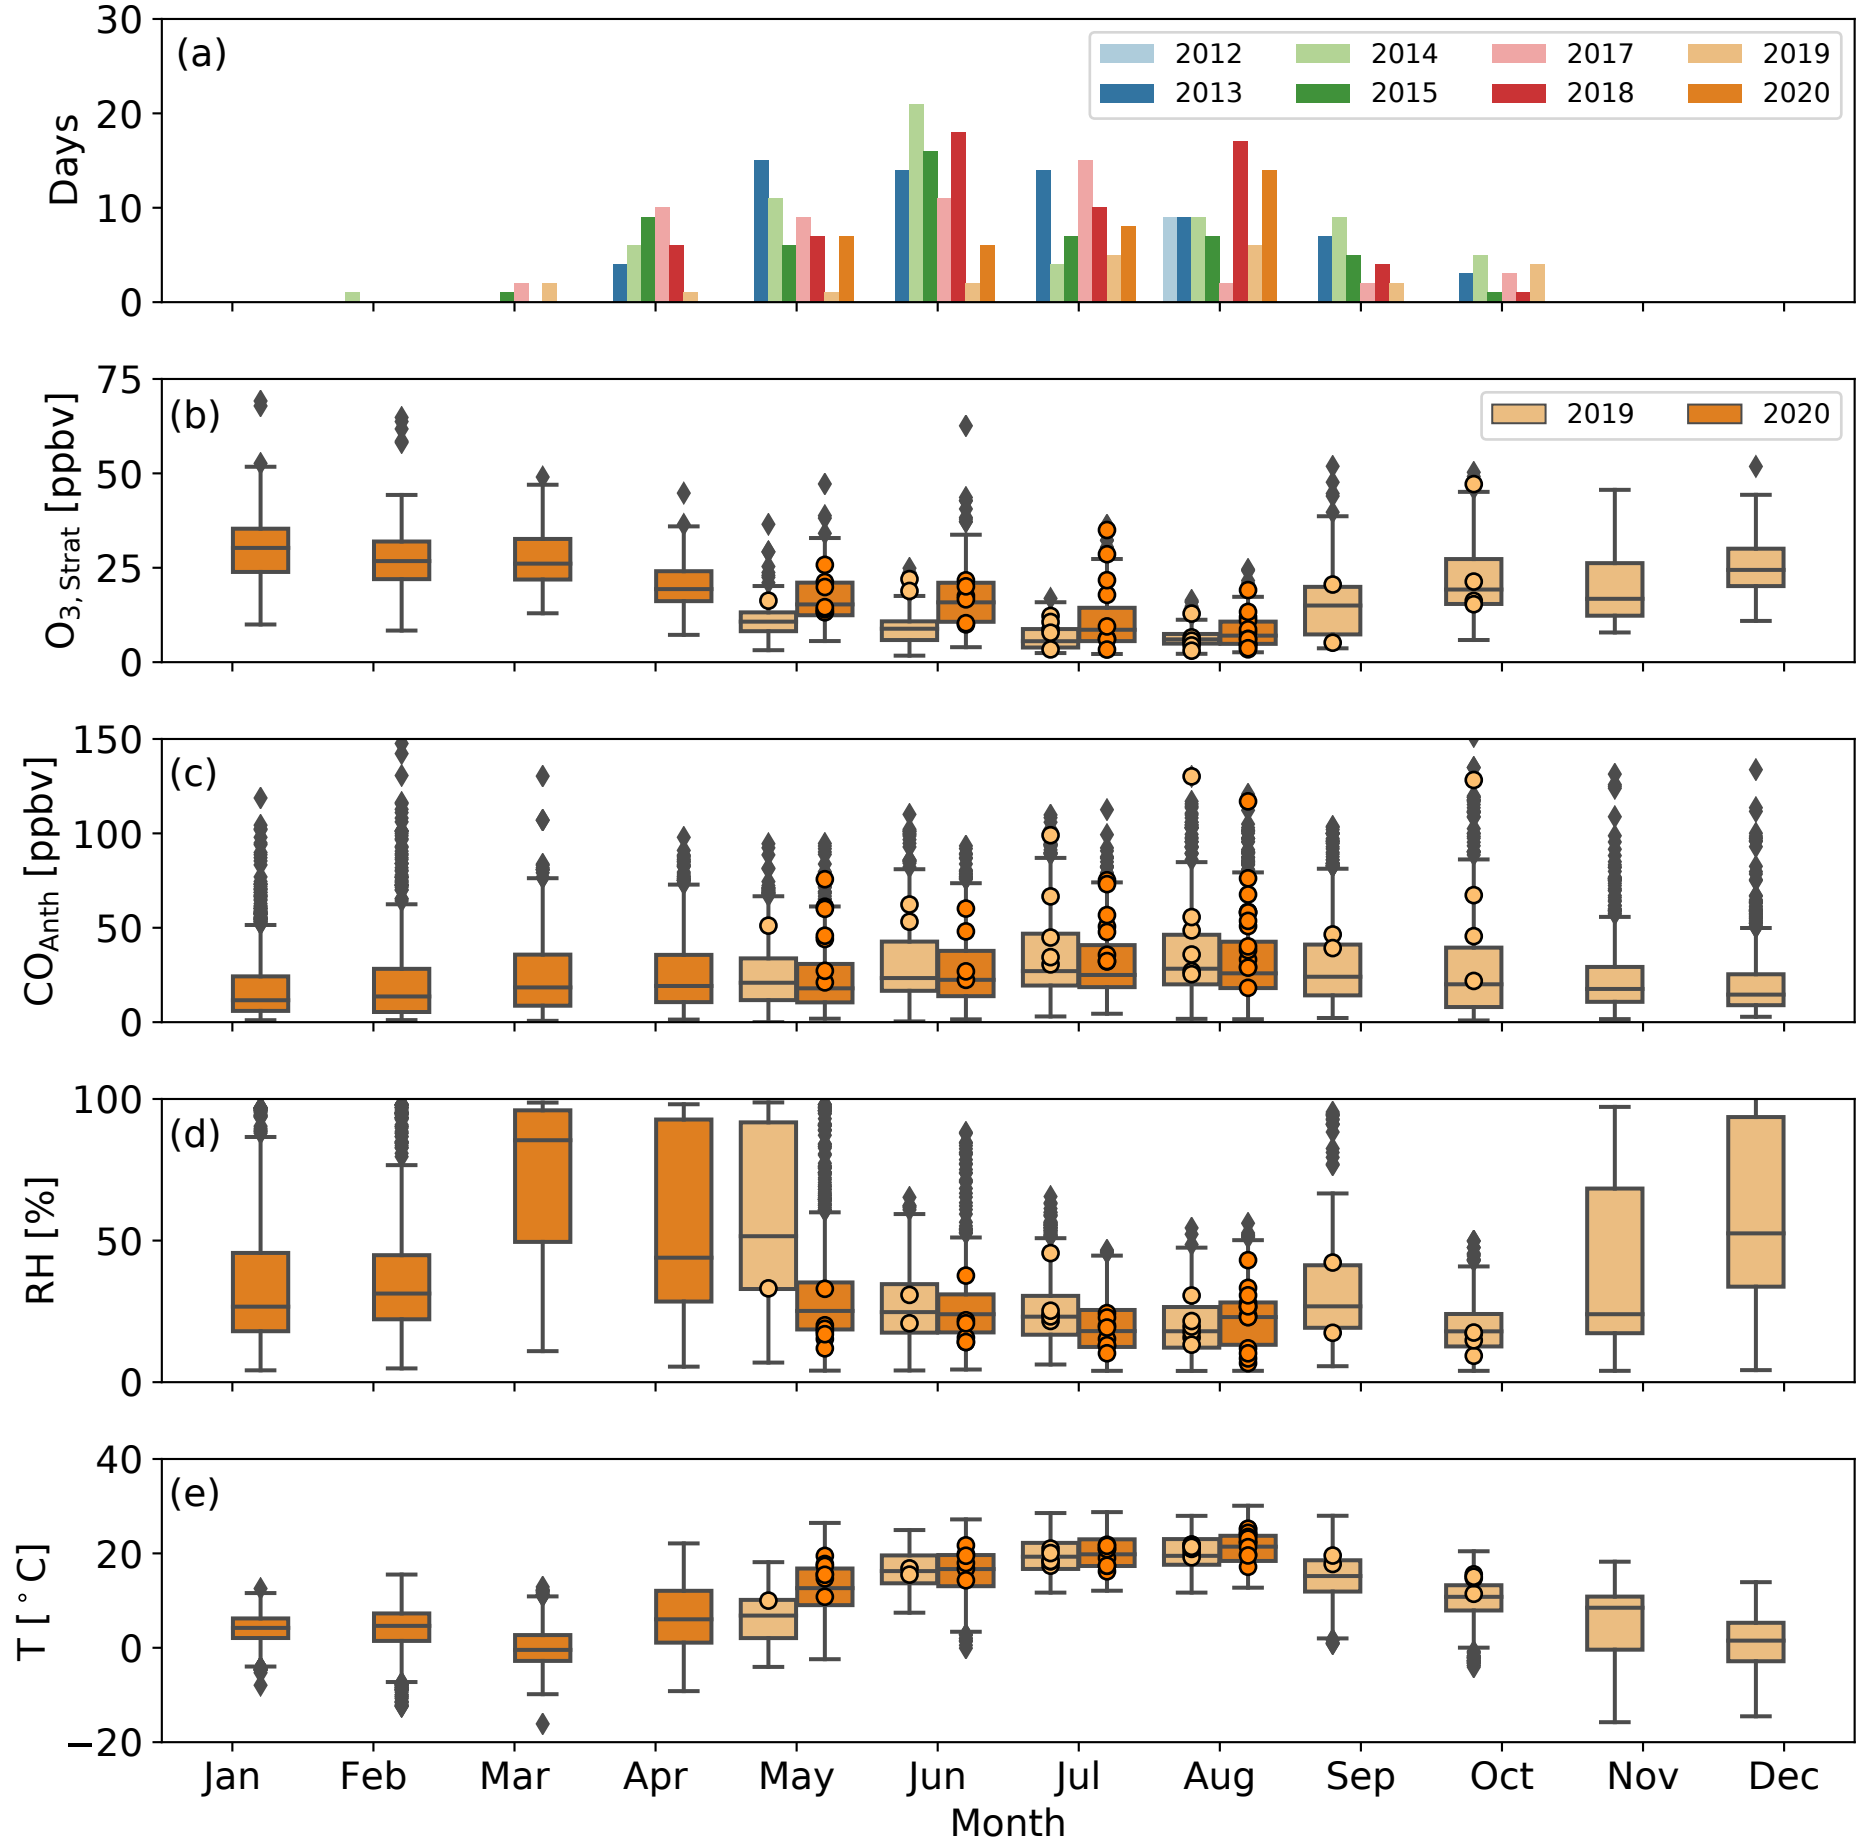 (a)
30
20
10
0
Days
2012 2014 2017 2019
2013 2015 2018 2020
(b)
75
50
25
0
O3, Strat [ppbv]
2019 2020
(c)
150
100
50
0
COAnth [ppbv]
(d)
100
50
0
RH [%]
(e)
40
20
0
−20
T [°C]
Jan Feb Mar Apr May Jun Jul Aug Sep Oct Nov Dec
Month